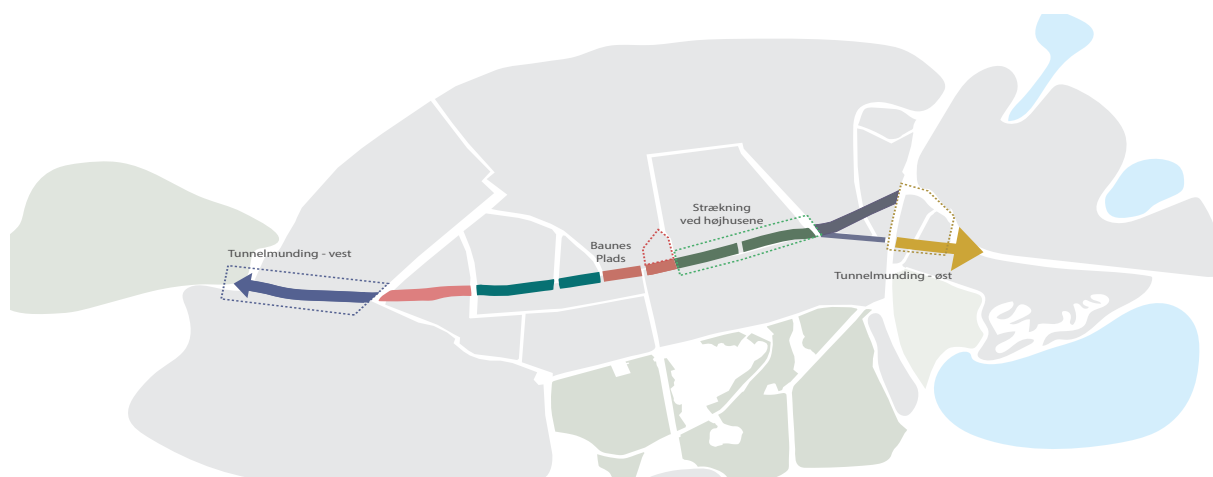 Strækning
ved højhusene
Baunes
Plads
Tunnelmunding - vest
Tunnelmunding - øst